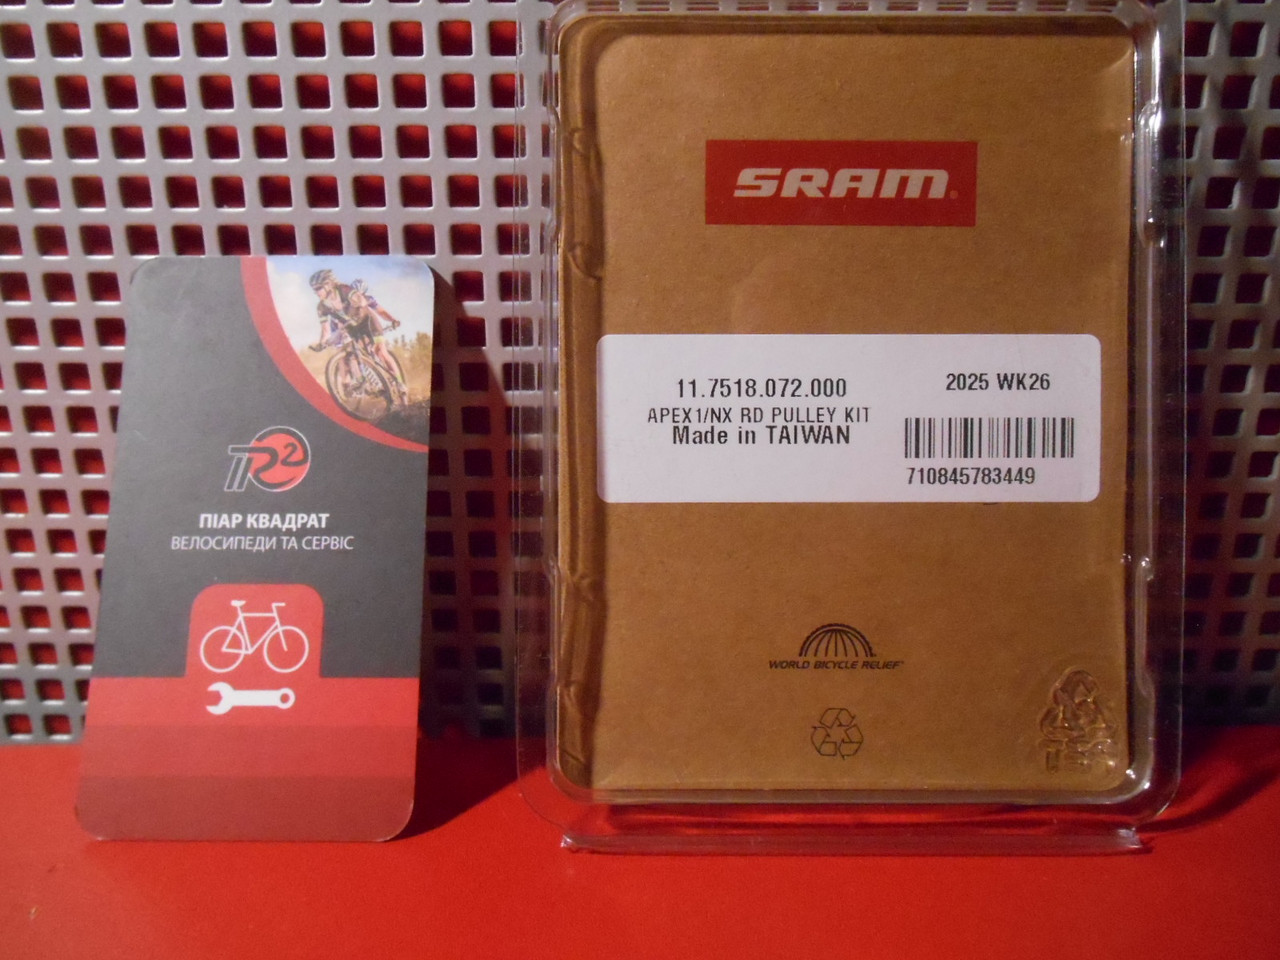 SRAM
11.7518.072.000
2025 WK26
APEX1/NX RD PULLEY KIT
Made in TAIWAN
710845783449
WORLD BICYCLE RELIEF
R2
ПІАР КВАДРАТ
ВЕЛОСИПЕДИ ТА СЕРВІС